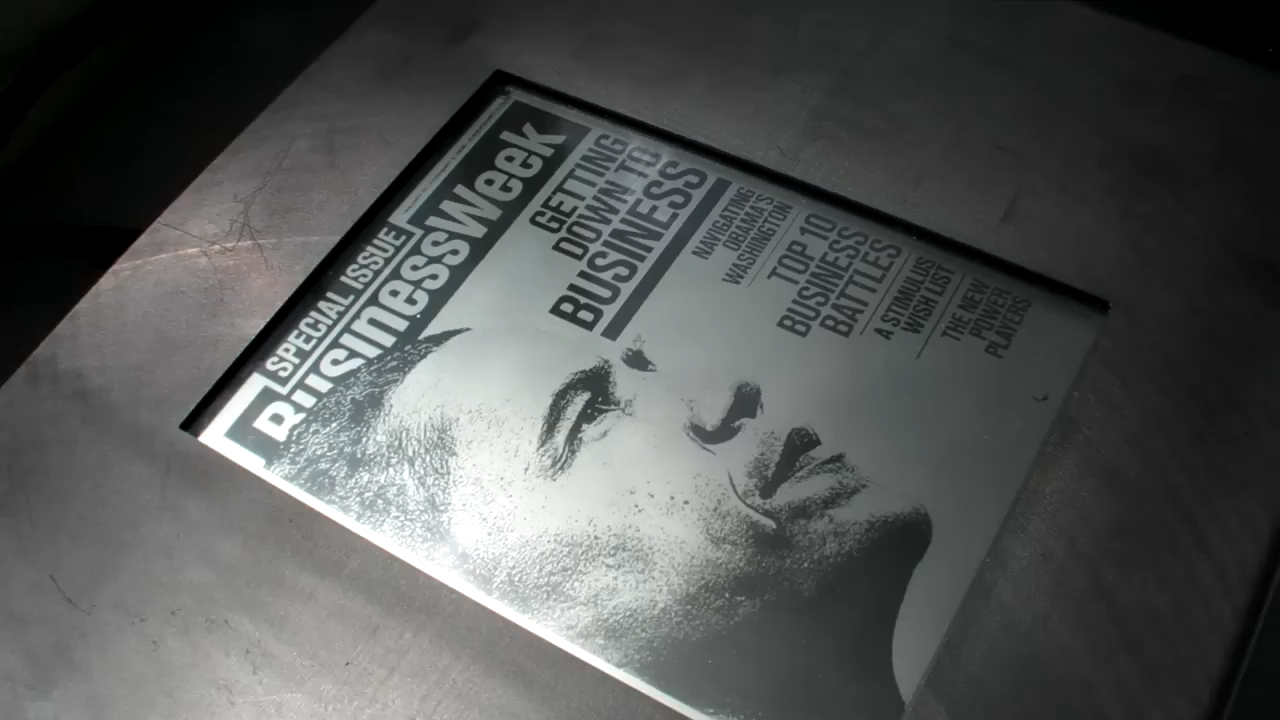 SPECIAL ISSUE
BusinessWeek
GETTING
DOWN TO
BUSINESS
NAVIGATING
OBAMA'S
WASHINGTON
TOP 10
BUSINESS
BATTLES
A STIMULUS
WISH LIST
THE NEW
POWER
PLAYERS